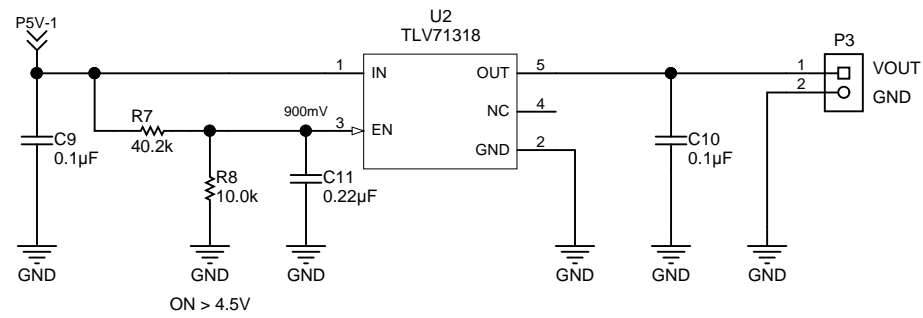 P5V-1
U2
TLV71318
P3
1
IN
OUT
5
1
VOUT
2
GND
NC
4
R7
40.2k
900mV
3
EN
C9
0.1µF
GND
2
C10
0.1µF
R8
10.0k
C11
0.22µF
GND
GND
GND
GND
GND
GND
ON > 4.5V